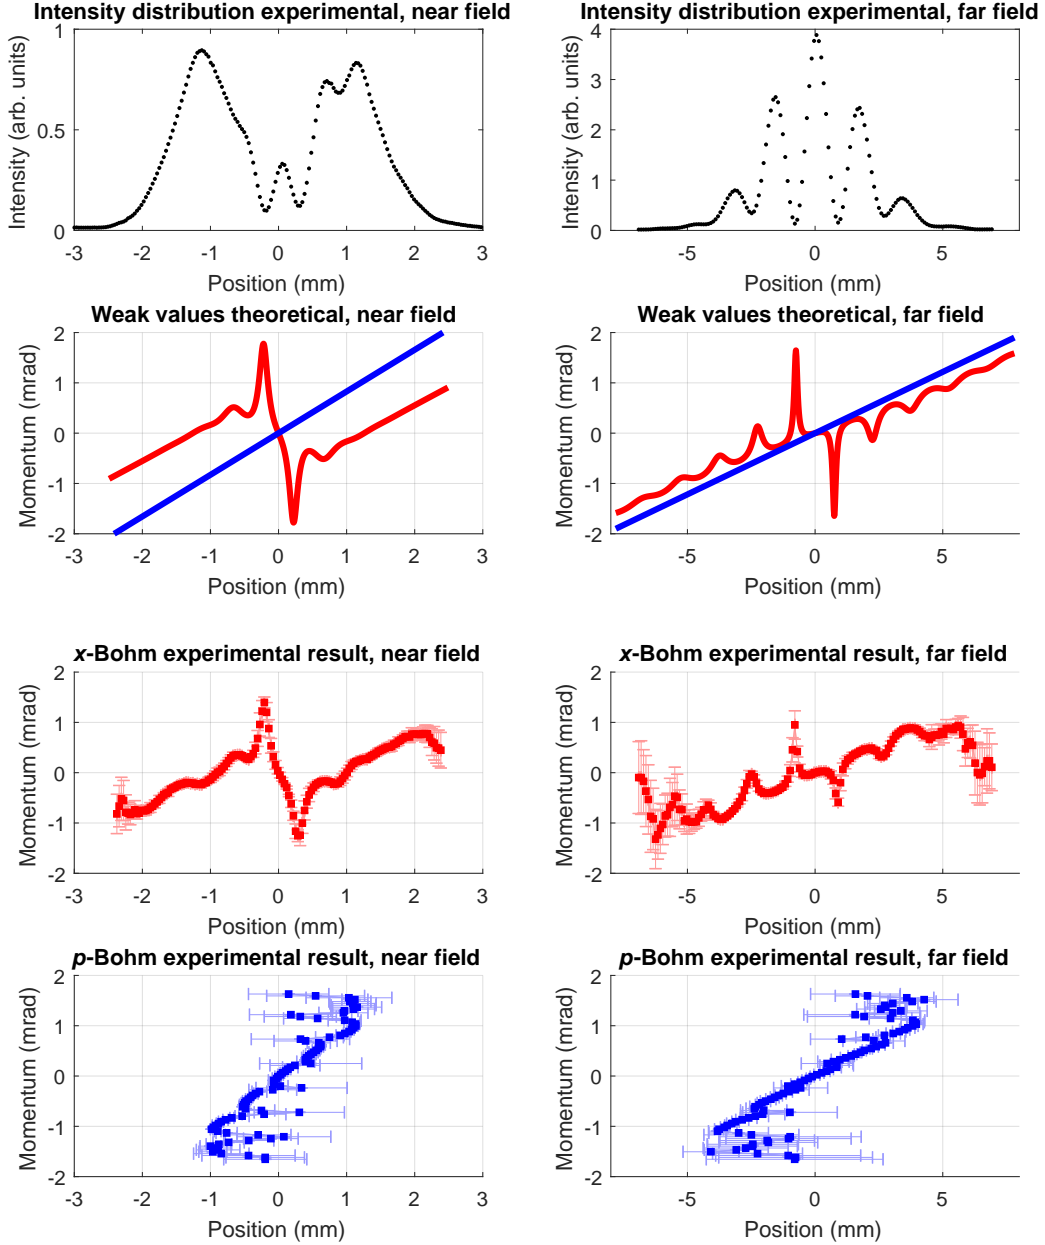 Intensity distribution experimental, near field
Intensity (arb. units)
1
0.5
0
-3 -2 -1 0 1 2 3
Position (mm)
Intensity distribution experimental, far field
Intensity (arb. units)
4
3
2
1
0
-5 0 5
Position (mm)
Weak values theoretical, near field
Momentum (mrad)
2
1
0
-1
-2
-3 -2 -1 0 1 2 3
Position (mm)
Weak values theoretical, far field
Momentum (mrad)
2
1
0
-1
-2
-5 0 5
Position (mm)
x-Bohm experimental result, near field
Momentum (mrad)
2
1
0
-1
-2
-3 -2 -1 0 1 2 3
Position (mm)
x-Bohm experimental result, far field
Momentum (mrad)
2
1
0
-1
-2
-5 0 5
Position (mm)
p-Bohm experimental result, near field
Momentum (mrad)
2
1
0
-1
-2
-3 -2 -1 0 1 2 3
Position (mm)
p-Bohm experimental result, far field
Momentum (mrad)
2
1
0
-1
-2
-5 0 5
Position (mm)